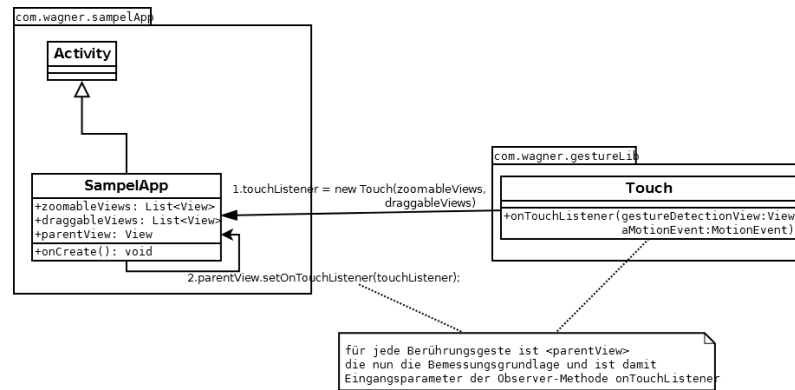 com.wagner.sampelApp
Activity
SampelApp
+zoomableViews: List<View>
+draggableViews: List<View>
+parentView: View
+onCreate(): void
1.touchListener = new Touch(zoomableViews,
draggableViews)
2.parentView.setOnTouchListener(touchListener);
com.wagner.gestureLib
Touch
+onTouchListener(gestureDetectionView:View
aMotionEvent:MotionEvent)
für jede Berührungsgeste ist <parentView>
die nun die Bemessungsgrundlage und ist damit
Eingangsparameter der Observer-Methode onTouchListener